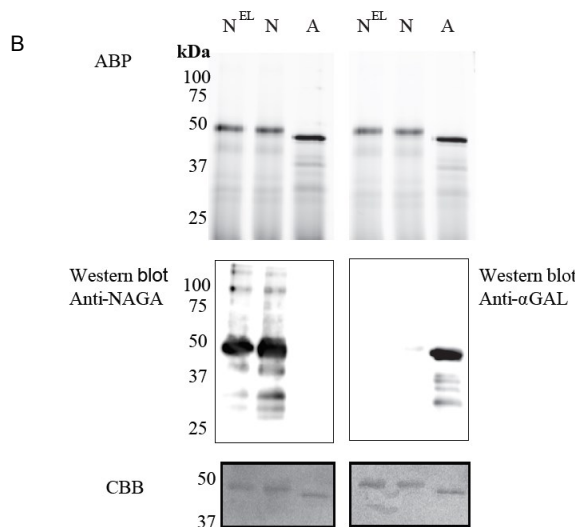 B
N^EL N A N^EL N A
kDa
ABP
100
75
50
37
25
Western blot
Anti-NAGA
100
75
50
37
25
Western blot
Anti-αGAL
CBB
50
37